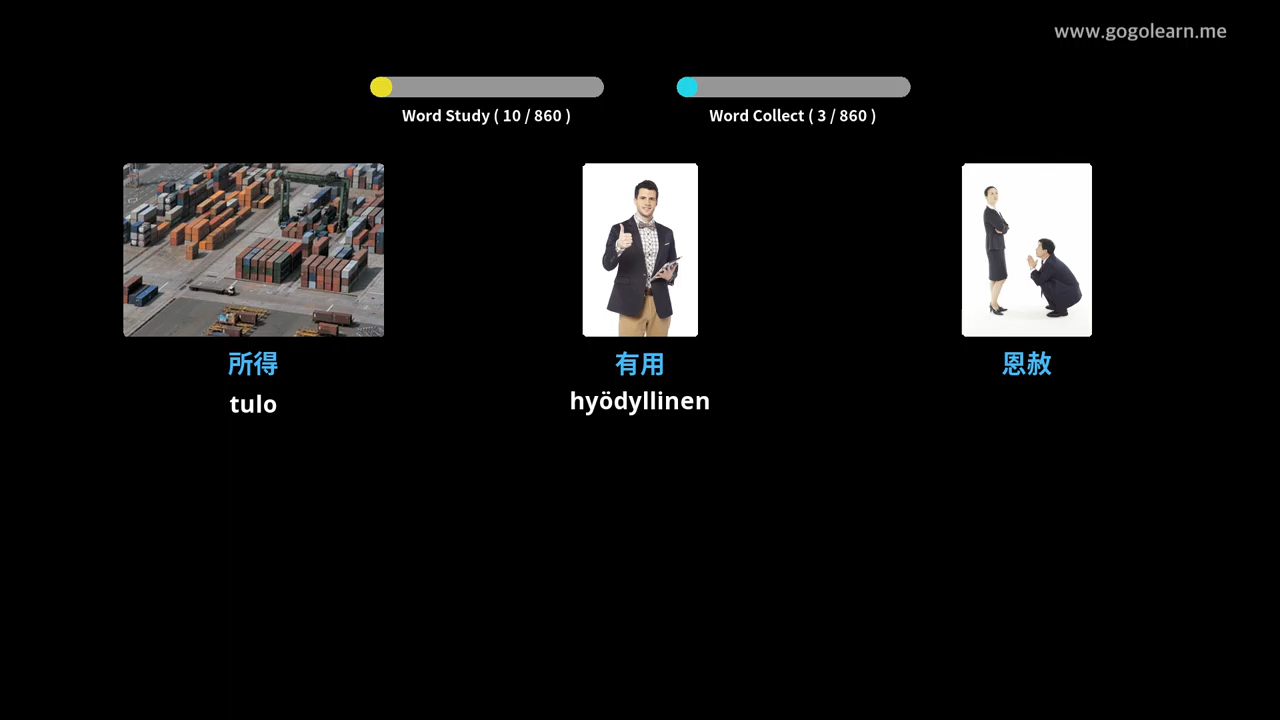 www.gogolearn.me
Word Study ( 10 / 860 )
Word Collect ( 3 / 860 )
所得
有用
恩赦
tulo
hyödyllinen